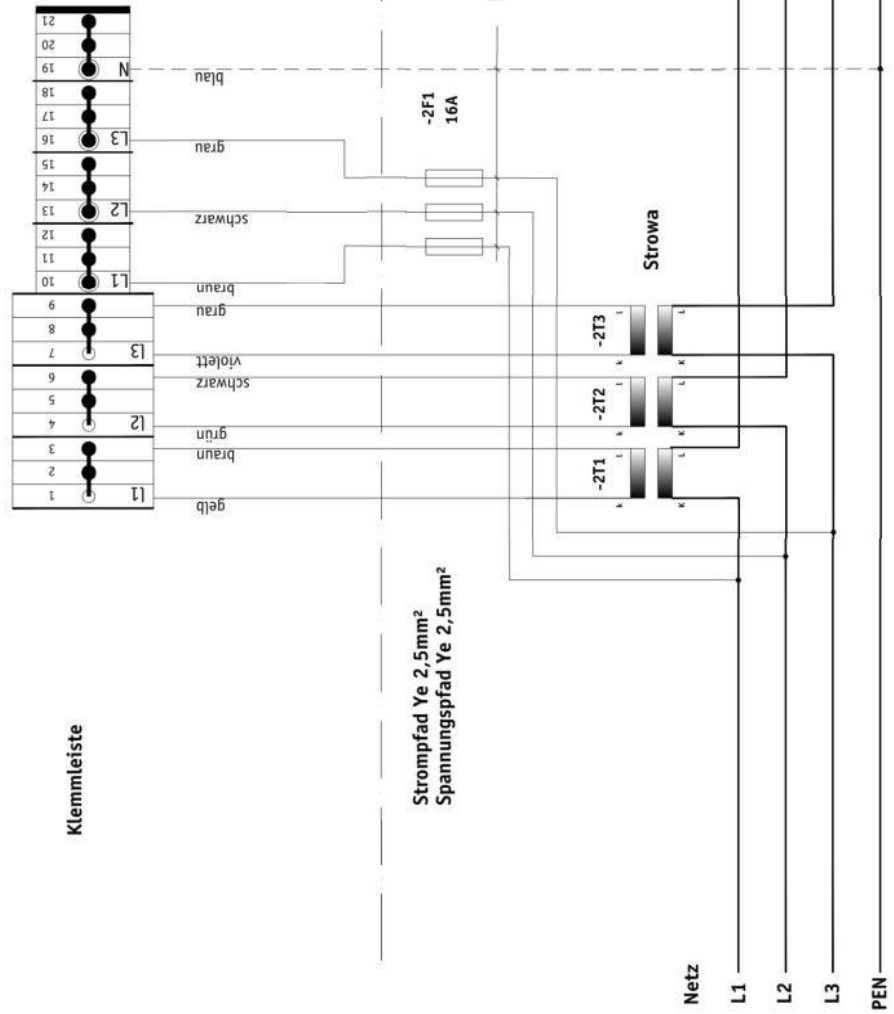 Klemmleiste
21
20
19 N
18
17
16 L3
15
14
13 L2
12
11
10 L1
9
8
7 l3
6
5
4 l2
3
2
1 l1
blau
grau
schwarz
braun
grau
violett
schwarz
grün
braun
gelb
-2F1
16A
Strompfad Ye 2,5mm²
Spannungspfad Ye 2,5mm²
Strowa
-2T3
k l
K L
-2T2
k l
K L
-2T1
k l
K L
Netz
L1
L2
L3
PEN